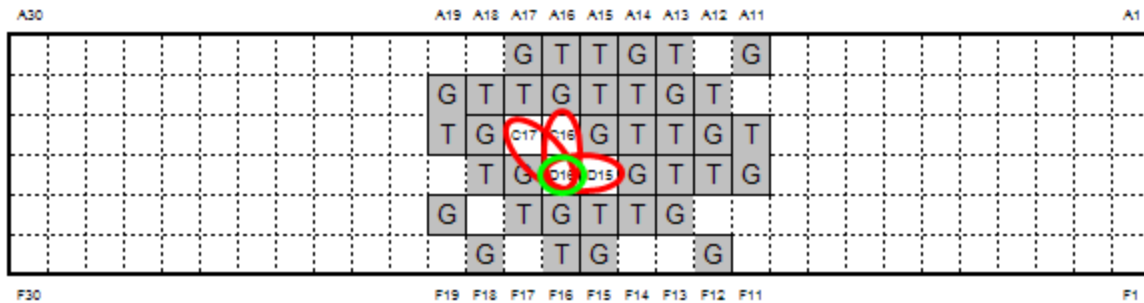 A30 A19 A18 A17 A16 A15 A14 A13 A12 A11 A1
G T T G T G
G T T G T T G T
T G C17 C16 G T T G T
T G D16 D15 G T T G
G T G T T G
G T G G
F30 F19 F18 F17 F16 F15 F14 F13 F12 F11 F1